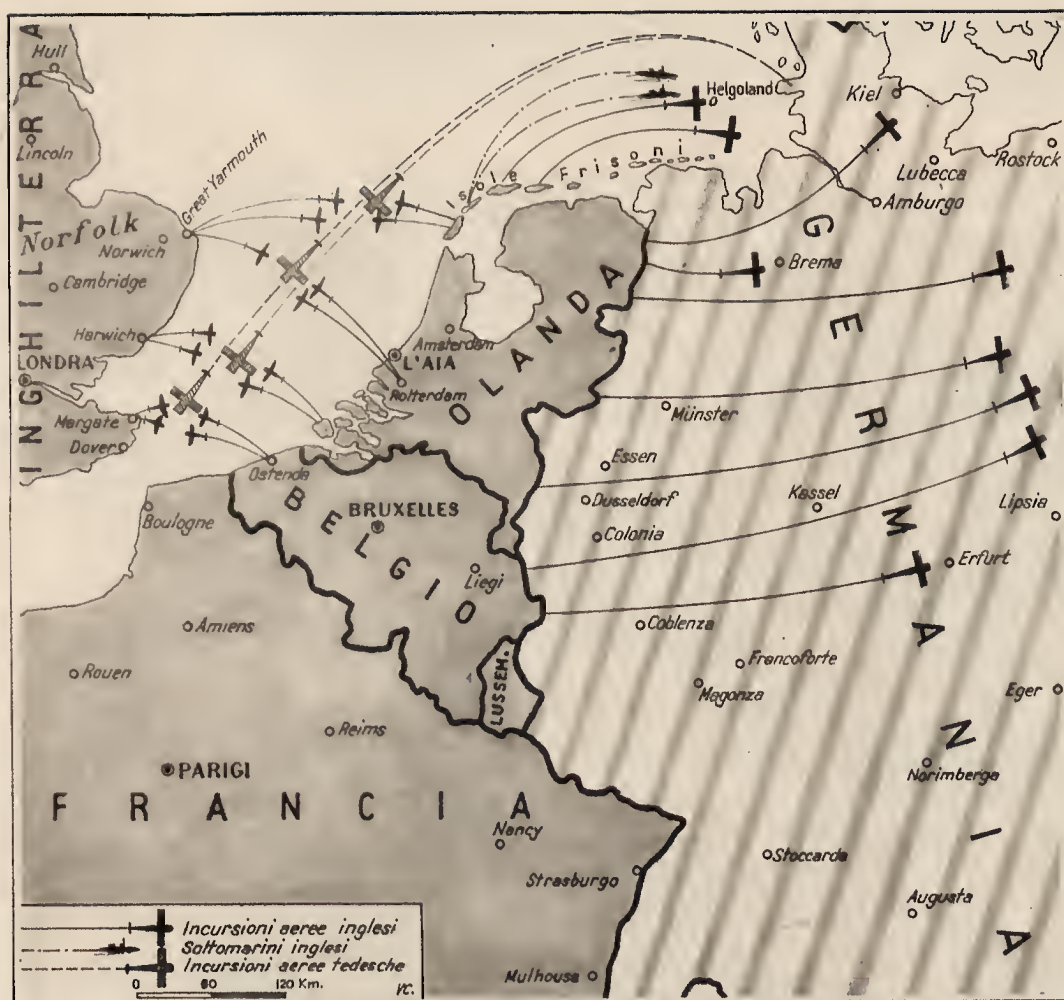 INGHILTERRA
Hull
Lincoln
Great Yarmouth
Norfolk
Norwich
Cambridge
Harwich
LONDRA
Margate
Dover
Helgoland
Kiel
Isole Frisoni
Lubecca
Rostock
Amburgo
GERMANIA
Brema
Amsterdam
L'AIA
Rotterdam
OLANDA
Münster
Essen
Dusseldorf
Colonia
Kassel
Lipsia
Erfurt
Ostenda
Boulogne
BELGIO
BRUXELLES
Liegi
Coblenza
Francoforte
Magonza
Eger
Amiens
Rouen
LUSSEM.
Reims
PARIGI
FRANCIA
Nancy
Norimberga
Stoccarda
Strasburgo
Augusta
Mulhouse
Incursioni aeree inglesi
Sottomarini inglesi
Incursioni aeree tedesche
0 60 120 Km.